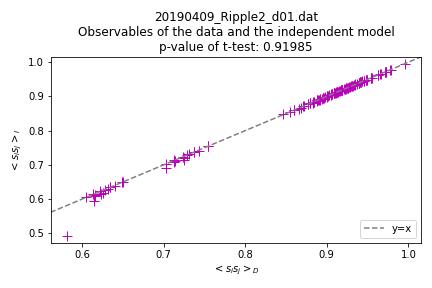 20190409_Ripple2_d01.dat
Observables of the data and the independent model
p-value of t-test: 0.91985
1.0
0.9
0.8
0.7
0.6
0.5
< s_i s_j >_I
0.6
0.7
0.8
0.9
1.0
< s_i s_j >_D
y=x